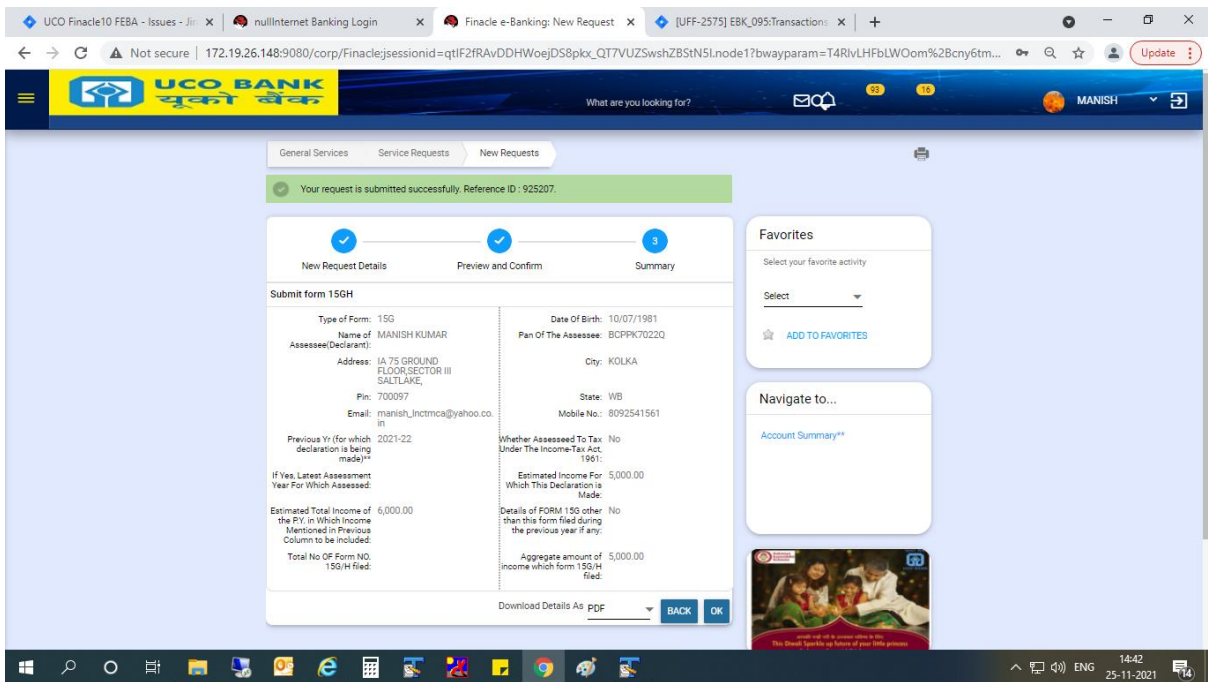 UCO Finacle10 FEBA - Issues - Jir
nullInternet Banking Login
Finacle e-Banking: New Request
[UFF-2575] EBK_095:Transactions
Not secure | 172.19.26.148:9080/corp/Finacle;jsessionid=qtIF2fRAvDDHWoejDS8pkx_QT7VUZSwshZBStN5I.node1?bwayparam=T4RlvLHFbLWOom%2Bcny6tm...
Update
UCO BANK
यूको बैंक
What are you looking for?
93
16
MANISH
General Services
Service Requests
New Requests
Your request is submitted successfully. Reference ID : 925207.
3
New Request Details
Preview and Confirm
Summary
Submit form 15GH
Type of Form: 15G
Date Of Birth: 10/07/1981
Name of Assessee(Declarant): MANISH KUMAR
Pan Of The Assessee: BCPPK7022Q
Address: IA 75 GROUND
FLOOR,SECTOR III
SALTLAKE,
City: KOLKA
Pin: 700097
State: WB
Email: manish_lnctmca@yahoo.co.
in
Mobile No.: 8092541561
Previous Yr (for which declaration is being made)** 2021-22
Whether Assesseed To Tax Under The Income-Tax Act, 1961: No
If Yes, Latest Assessment Year For Which Assessed:
Estimated Income For Which This Declaration is Made: 5,000.00
Estimated Total Income of the P.Y. in Which Income Mentioned in Previous Column to be included: 6,000.00
Details of FORM 15G other than this form filed during the previous year if any: No
Total No OF Form NO. 15G/H filed:
Aggregate amount of income which form 15G/H filed: 5,000.00
Download Details As PDF
BACK
OK
Favorites
Select your favorite activity
Select
ADD TO FAVORITES
Navigate to...
Account Summary**
This Diwali Sparkle up future of your little princess
ENG
14:42
25-11-2021
14